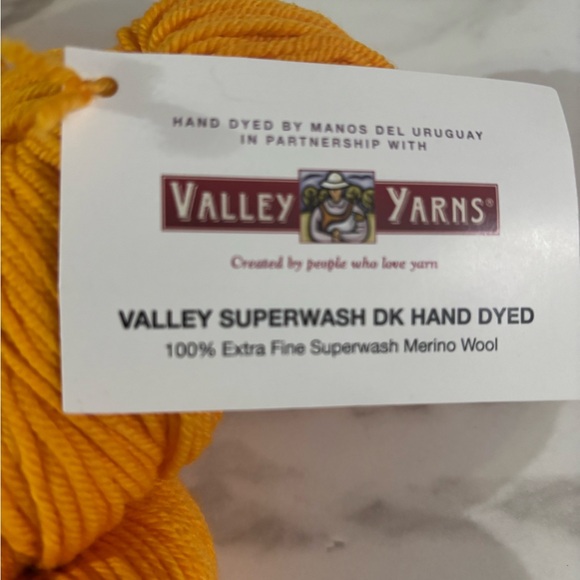 HAND DYED BY MANOS DEL URUGUAY
IN PARTNERSHIP WITH
VALLEY YARNS®
Created by people who love yarn
VALLEY SUPERWASH DK HAND DYED
100% Extra Fine Superwash Merino Wool